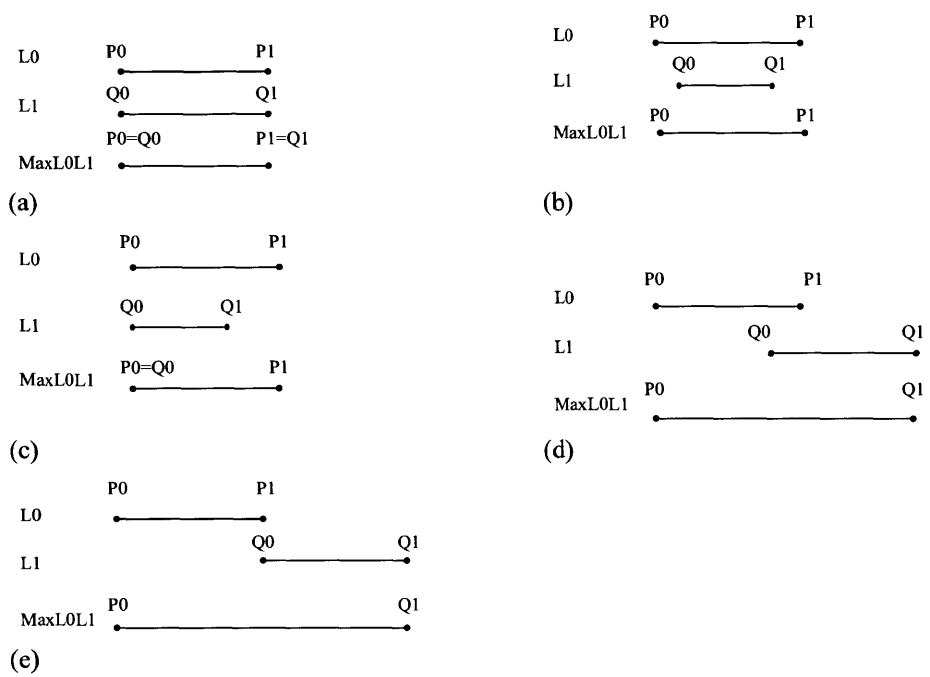 P0 P1
L0
Q0 Q1
L1
P0=Q0 P1=Q1
MaxL0L1
(a)
P0 P1
L0
Q0 Q1
L1
P0 P1
MaxL0L1
(b)
P0 P1
L0
Q0 Q1
L1
P0=Q0 P1
MaxL0L1
(c)
P0 P1
L0
Q0 Q1
L1
P0 Q1
MaxL0L1
(d)
P0 P1
L0
Q0 Q1
L1
P0 Q1
MaxL0L1
(e)